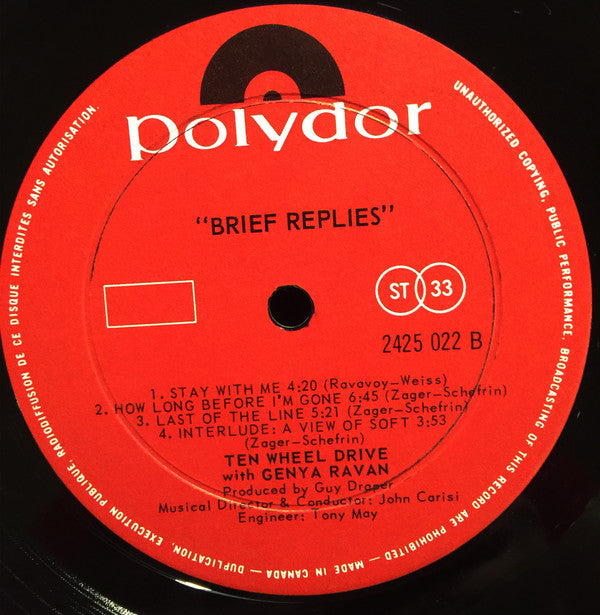 polydor
"BRIEF REPLIES"
ST 33
2425 022 B
1. STAY WITH ME 4:20 (Ravavoy-Weiss)
2. HOW LONG BEFORE I'M GONE 6:45 (Zager-Schefrin)
3. LAST OF THE LINE 5:21 (Zager-Schefrin)
4. INTERLUDE: A VIEW OF SOFT 3:53
(Zager-Schefrin)
TEN WHEEL DRIVE
with GENYA RAVAN
Produced by Guy Draper
Musical Director & Conductor: John Carisi
Engineer: Tony May
UNAUTHORIZED COPYING, PUBLIC PERFORMANCE, BROADCASTING OF THIS RECORD ARE PROHIBITED — MADE IN CANADA — DUPLICATION, EXECUTION PUBLIQUE, RADIODIFFUSION DE CE DISQUE INTERDITES SANS AUTORISATION.